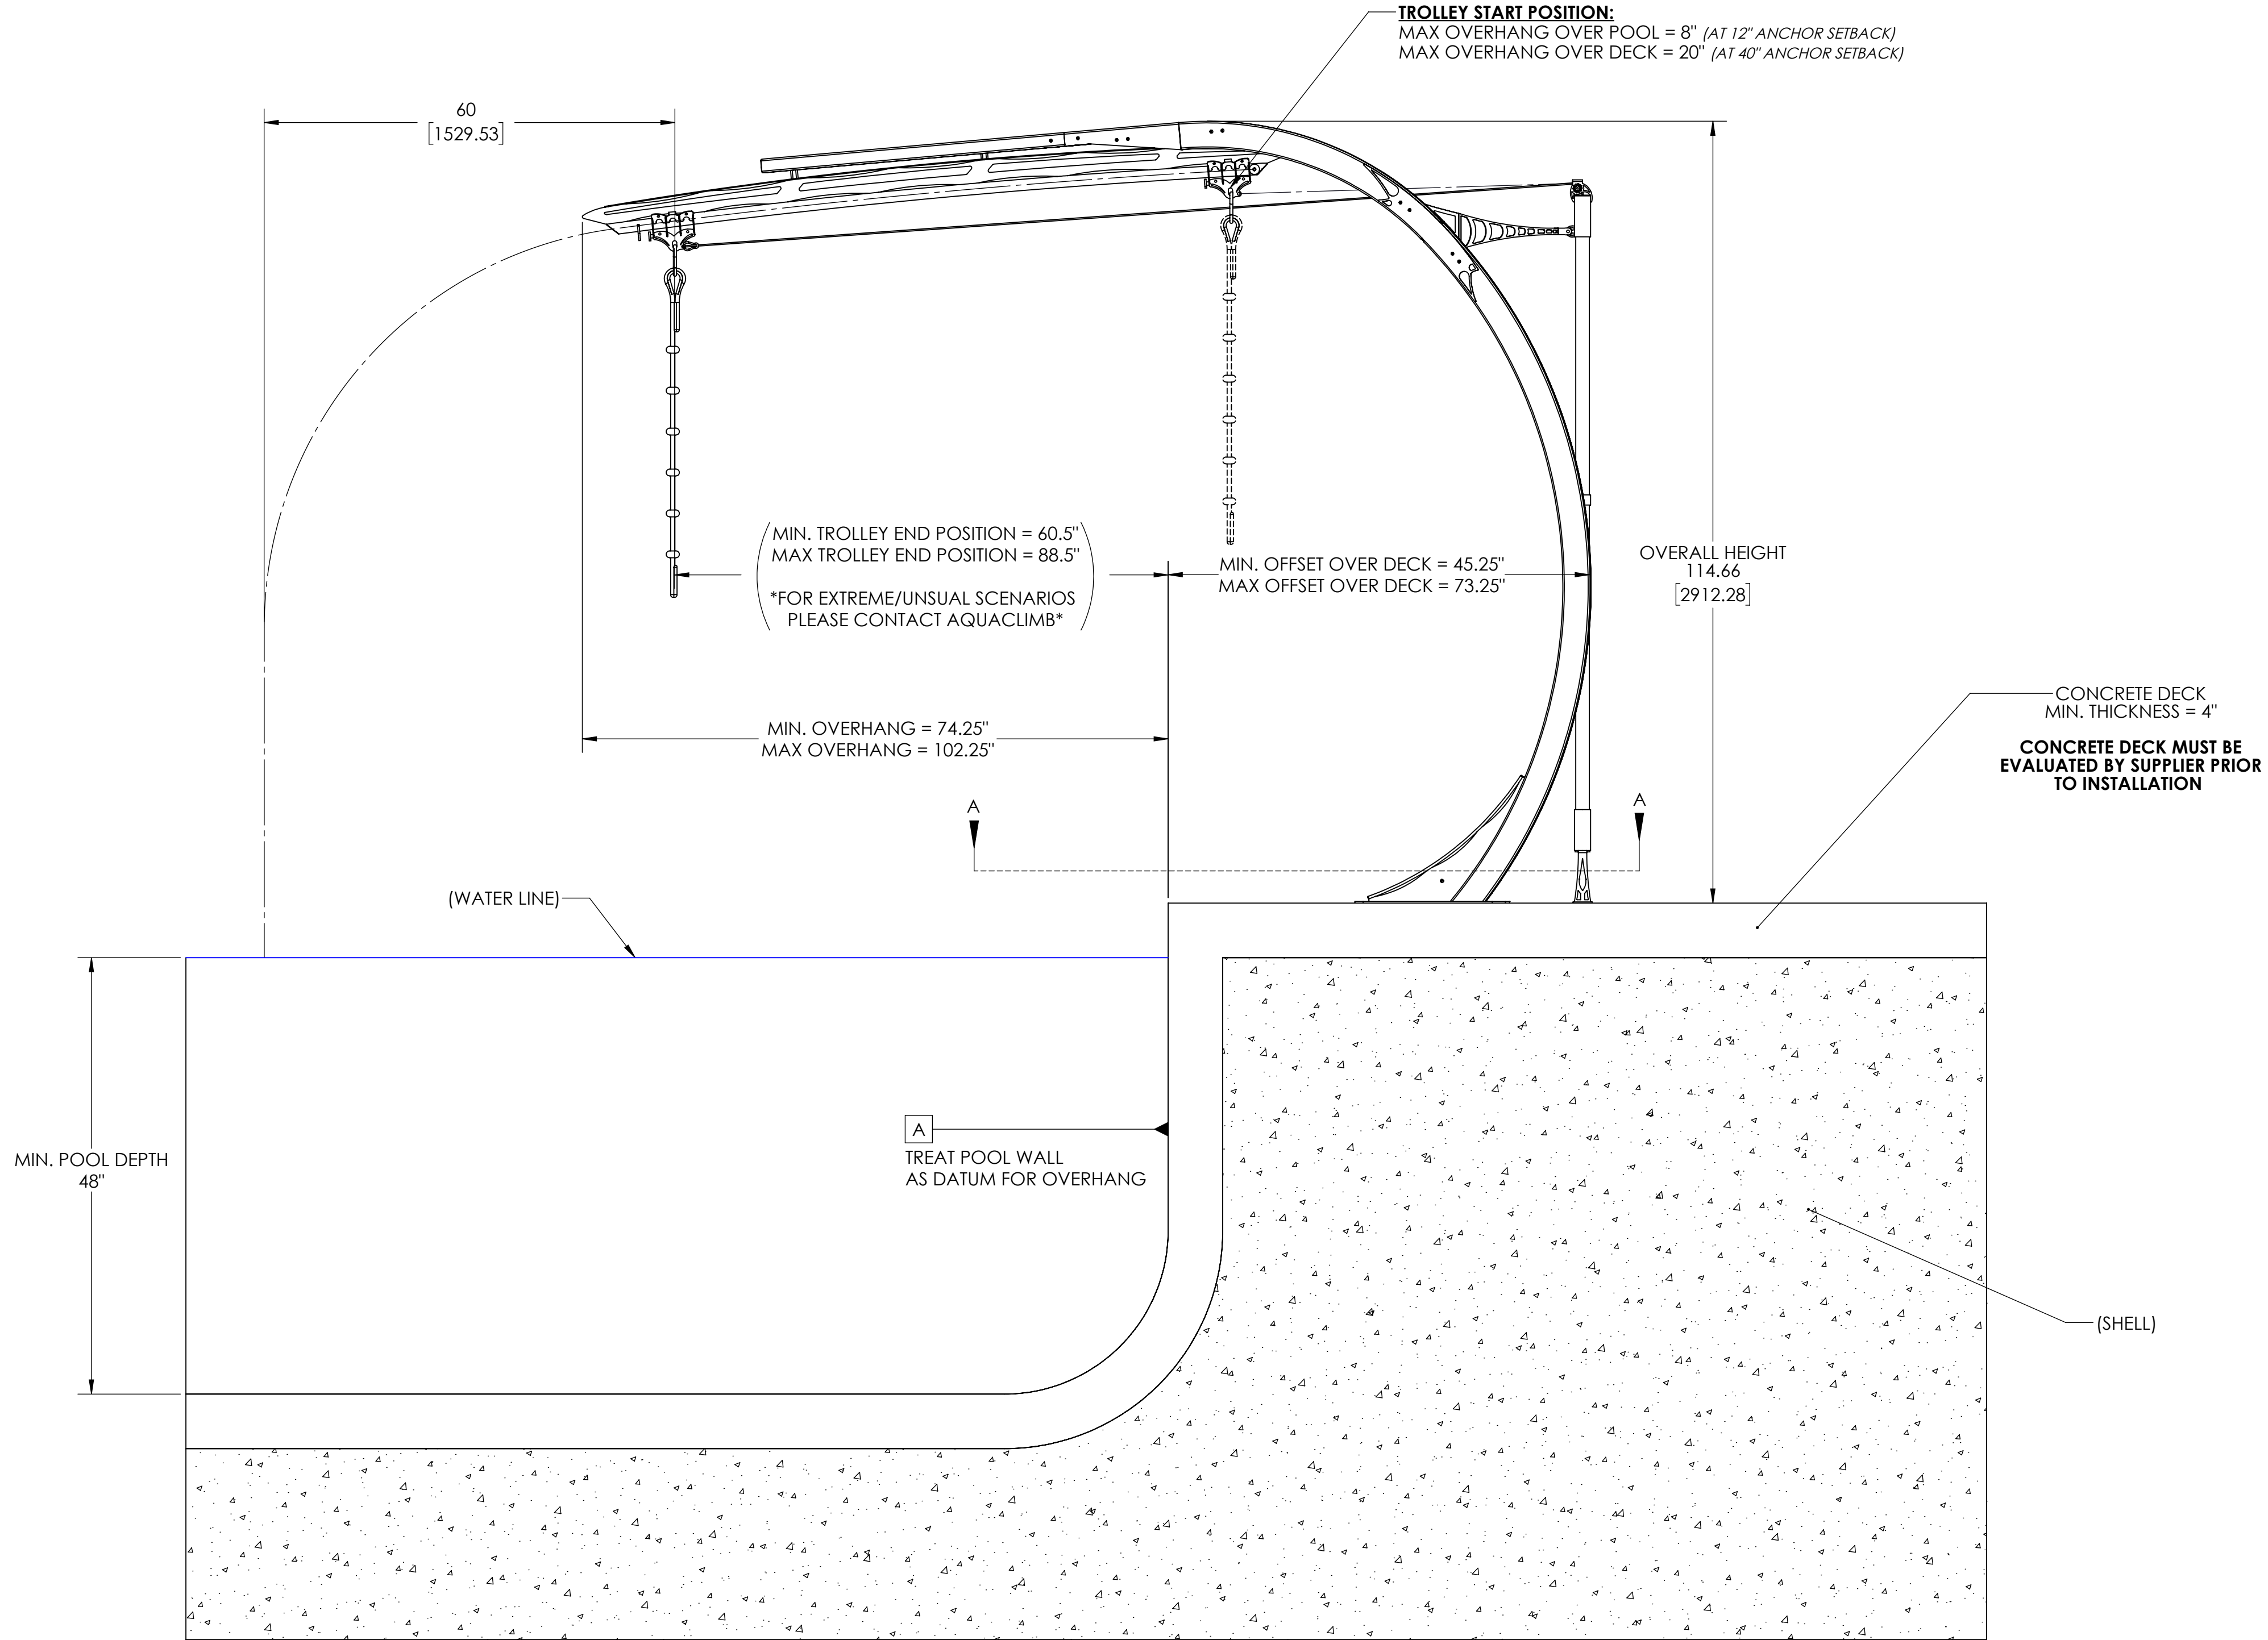 TROLLEY START POSITION:
MAX OVERHANG OVER POOL = 8" (AT 12" ANCHOR SETBACK)
MAX OVERHANG OVER DECK = 20" (AT 40" ANCHOR SETBACK)
60
[1529.53]
MIN. TROLLEY END POSITION = 60.5"
MAX TROLLEY END POSITION = 88.5"
*FOR EXTREME/UNSUAL SCENARIOS
PLEASE CONTACT AQUACLIMB*
MIN. OFFSET OVER DECK = 45.25"
MAX OFFSET OVER DECK = 73.25"
OVERALL HEIGHT
114.66
[2912.28]
CONCRETE DECK
MIN. THICKNESS = 4"
CONCRETE DECK MUST BE
EVALUATED BY SUPPLIER PRIOR
TO INSTALLATION
MIN. OVERHANG = 74.25"
MAX OVERHANG = 102.25"
A
A
(WATER LINE)
A
TREAT POOL WALL
AS DATUM FOR OVERHANG
MIN. POOL DEPTH
48"
(SHELL)